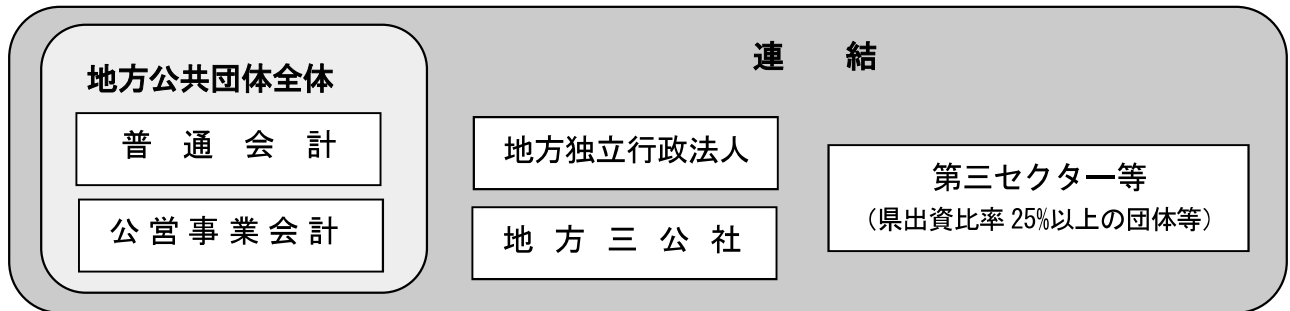 連結
地方公共団体全体
普通会計
公営事業会計
地方独立行政法人
地方三公社
第三セクター等
（県出資比率25%以上の団体等）